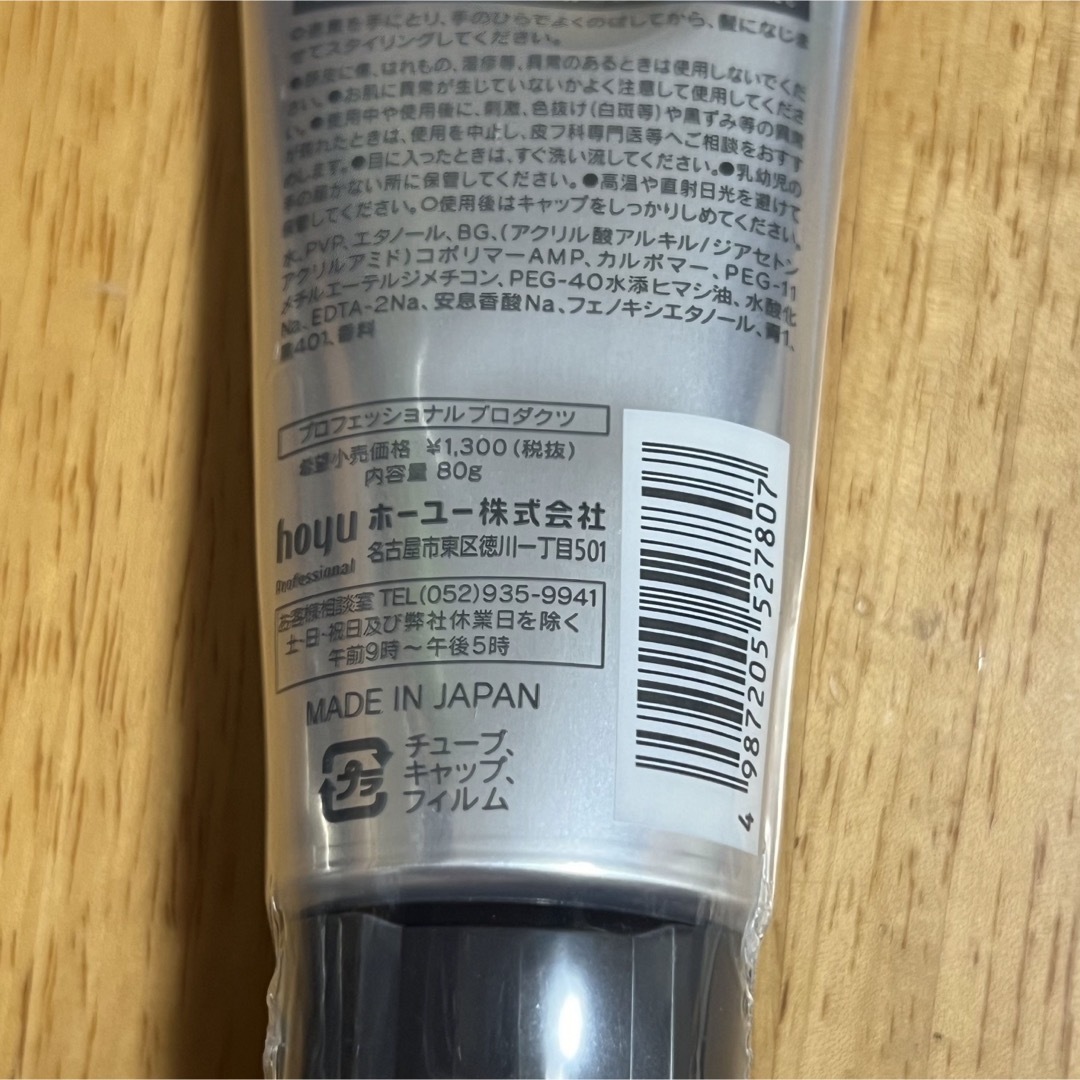 手にとり、手のひらでよくのばしてから、髪になじま
せてスタイリングしてください。
●頭皮に傷、はれもの、湿疹等、異常のあるときは使用しないでくだ
さい。●お肌に異常が生じていないかよく注意して使用してくださ
い。●使用中や使用後に、刺激、色抜け(白斑等)や黒ずみ等の異常
が現れたときは、使用を中止し、皮フ科専門医等へご相談をおすす
めします。●目に入ったときは、すぐ洗い流してください。●乳幼児の
手の届かない所に保管してください。●高温や直射日光を避けて
保管してください。○使用後はキャップをしっかりしめてください。
水、PVP、エタノール、BG、(アクリル酸アルキル/ジアセトン
アクリルアミド)コポリマーAMP、カルボマー、PEG-11
メチルエーテルジメチコン、PEG-40水添ヒマシ油、水酸化
Na、EDTA-2Na、安息香酸Na、フェノキシエタノール、青1、
黒401、香料
プロフェッショナル プロダクツ
希望小売価格 ¥1,300(税抜)
内容量 80g
hoyu ホーユー株式会社
Professional 名古屋市東区徳川一丁目501
お客様相談室 TEL(052)935-9941
土・日・祝日及び弊社休業日を除く
午前9時〜午後5時
MADE IN JAPAN
プラ
チューブ、
キャップ、
フィルム
4 987205 527807